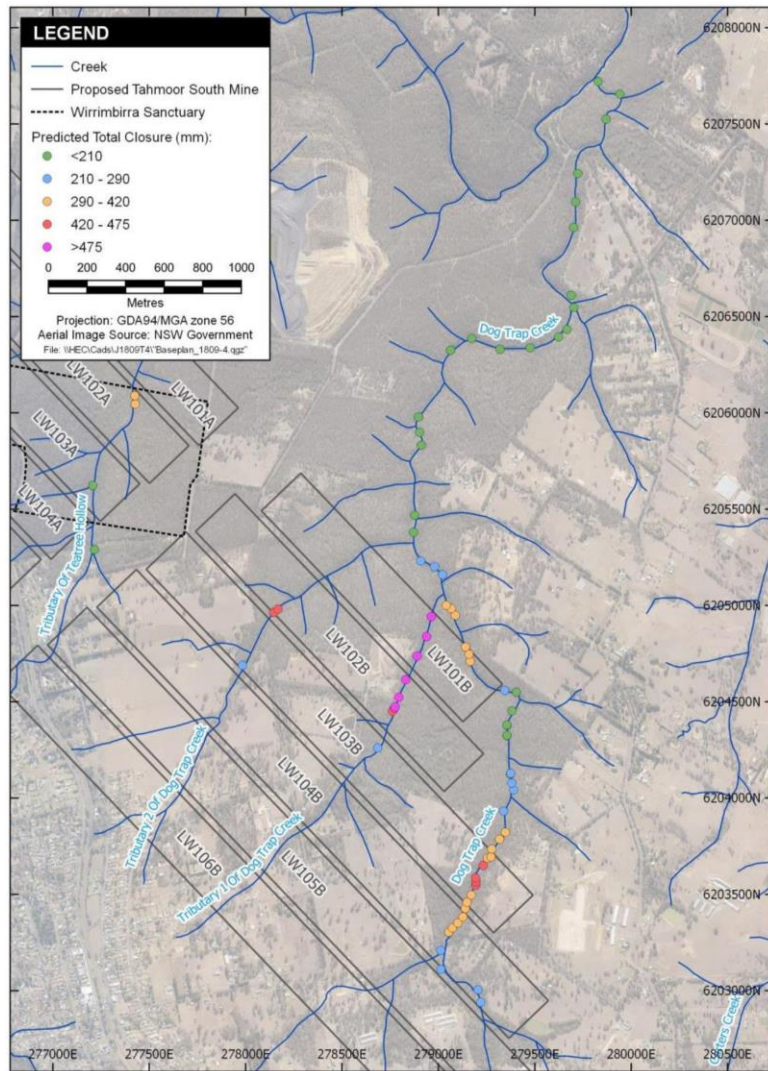 LEGEND
Creek
Proposed Tahmoor South Mine
Wirrimbirra Sanctuary
Predicted Total Closure (mm):
<210
210 - 290
290 - 420
420 - 475
>475
0 200 400 600 800 1000
Metres
Projection: GDA94/MGA zone 56
Aerial Image Source: NSW Government
File: \\HEC\Cads\J1809T4\"Baseplan_1809-4.qgz"
6208000N
6207500N
6207000N
6206500N
6206000N
6205500N
6205000N
6204500N
6204000N
6203500N
6203000N
Dog Trap Creek
LW101A
LW102A
LW103A
LW104A
Tributary Of Teatree Hollow
LW101B
LW102B
LW103B
LW104B
LW105B
LW106B
Tributary 2 Of Dog Trap Creek
Tributary 1 Of Dog Trap Creek
Dog Trap Creek
277000E 277500E 278000E 278500E 279000E 279500E 280000E 280500E